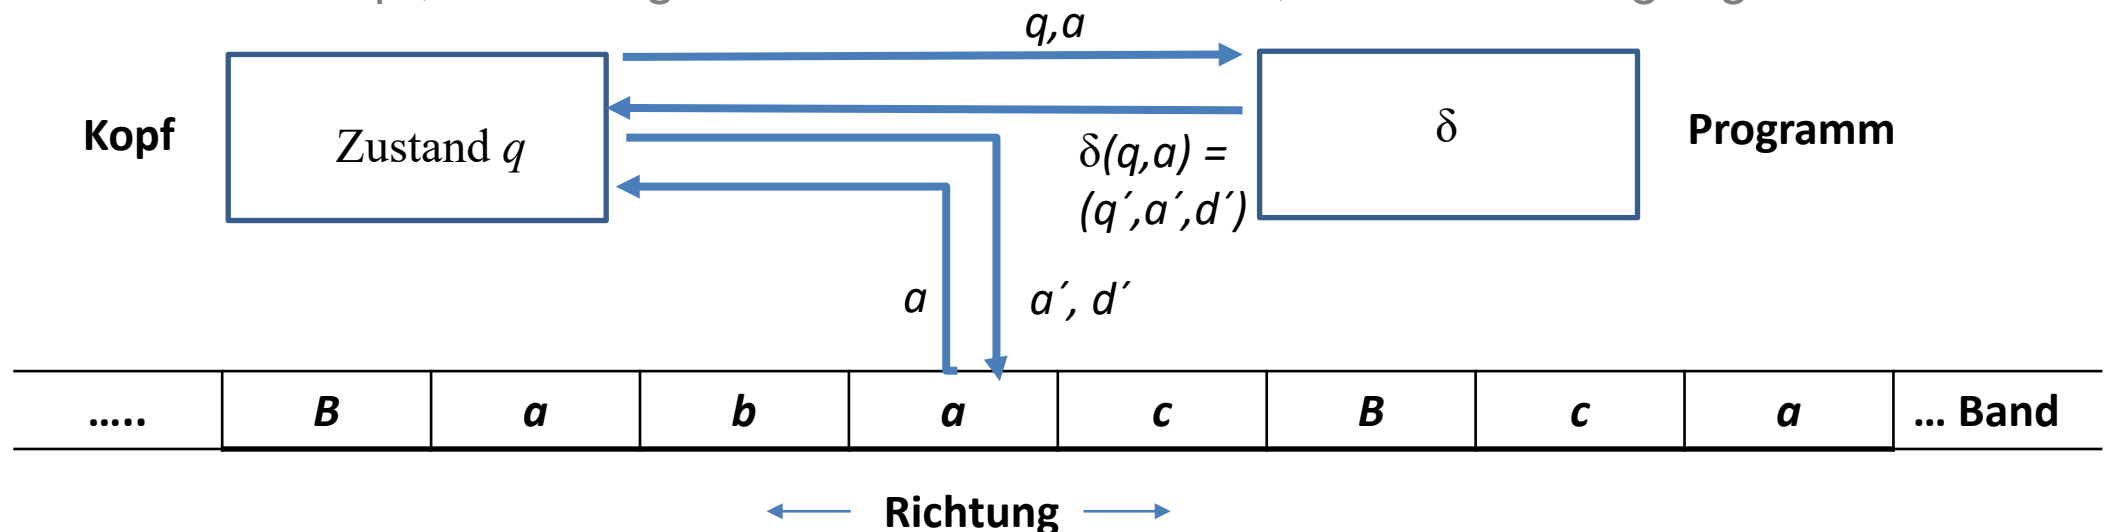 q,a
Kopf
Zustand q
δ
Programm
δ(q,a) =
(q´,a´,d´)
a
a´, d´
..... B a b a c B c a ... Band
Richtung